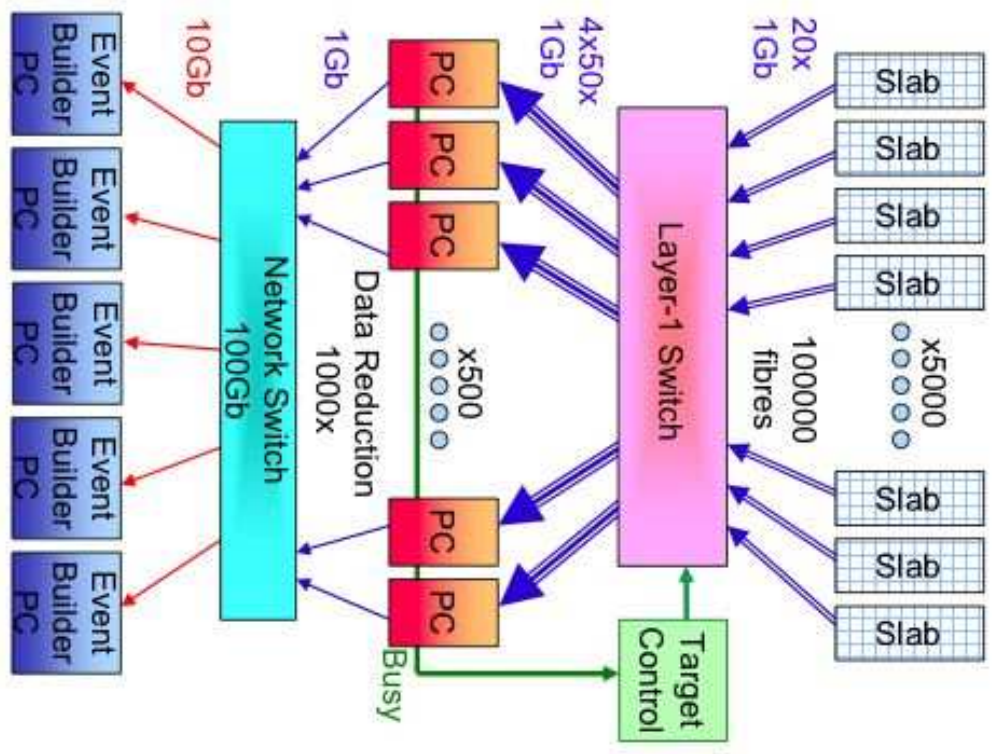 Slab
Slab
Slab
Slab
x5000
Slab
Slab
Slab
20x
1Gb
100000
fibres
Layer-1 Switch
Target
Control
4x50x
1Gb
PC
PC
PC
x500
PC
PC
Busy
1Gb
Data Reduction
1000x
Network Switch
100Gb
10Gb
Event
Builder
PC
Event
Builder
PC
Event
Builder
PC
Event
Builder
PC
Event
Builder
PC